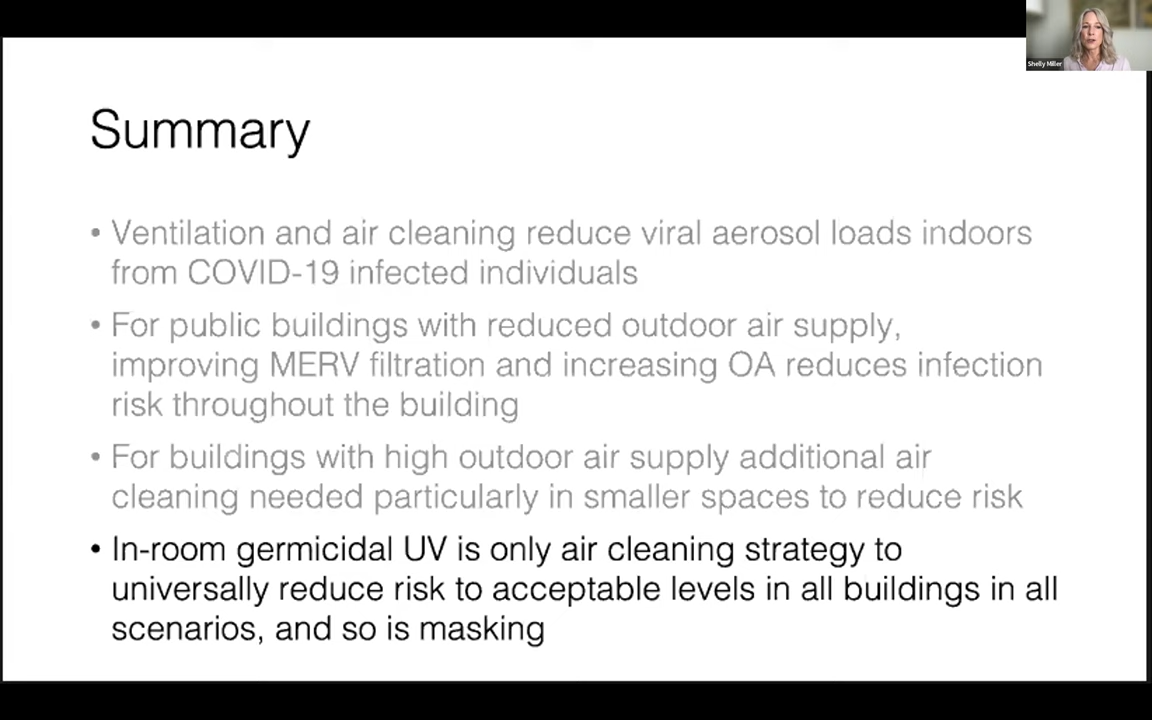 Shelly Miller
Summary
• Ventilation and air cleaning reduce viral aerosol loads indoors
from COVID-19 infected individuals
• For public buildings with reduced outdoor air supply,
improving MERV filtration and increasing OA reduces infection
risk throughout the building
• For buildings with high outdoor air supply additional air
cleaning needed particularly in smaller spaces to reduce risk
• In-room germicidal UV is only air cleaning strategy to
universally reduce risk to acceptable levels in all buildings in all
scenarios, and so is masking